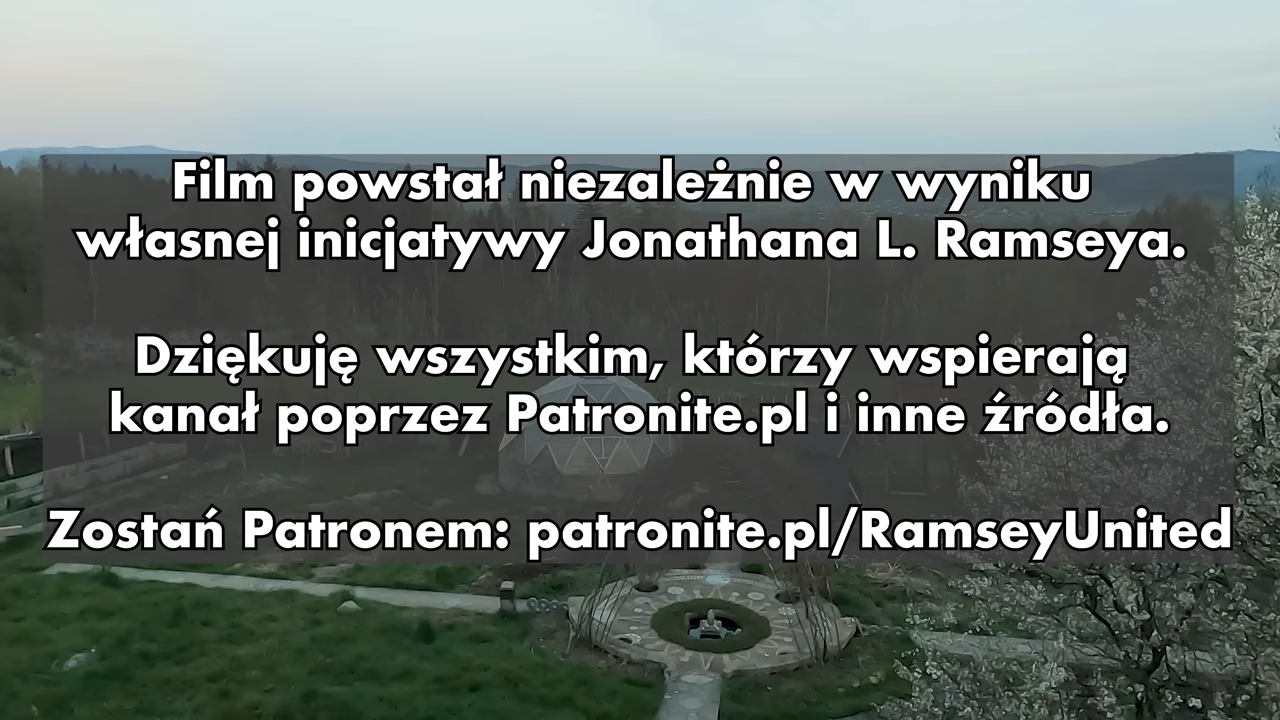 Film powstał niezależnie w wyniku
własnej inicjatywy Jonathana L. Ramseya.
Dziękuję wszystkim, którzy wspierają
kanał poprzez Patronite.pl i inne źródła.
Zostań Patronem: patronite.pl/RamseyUnited